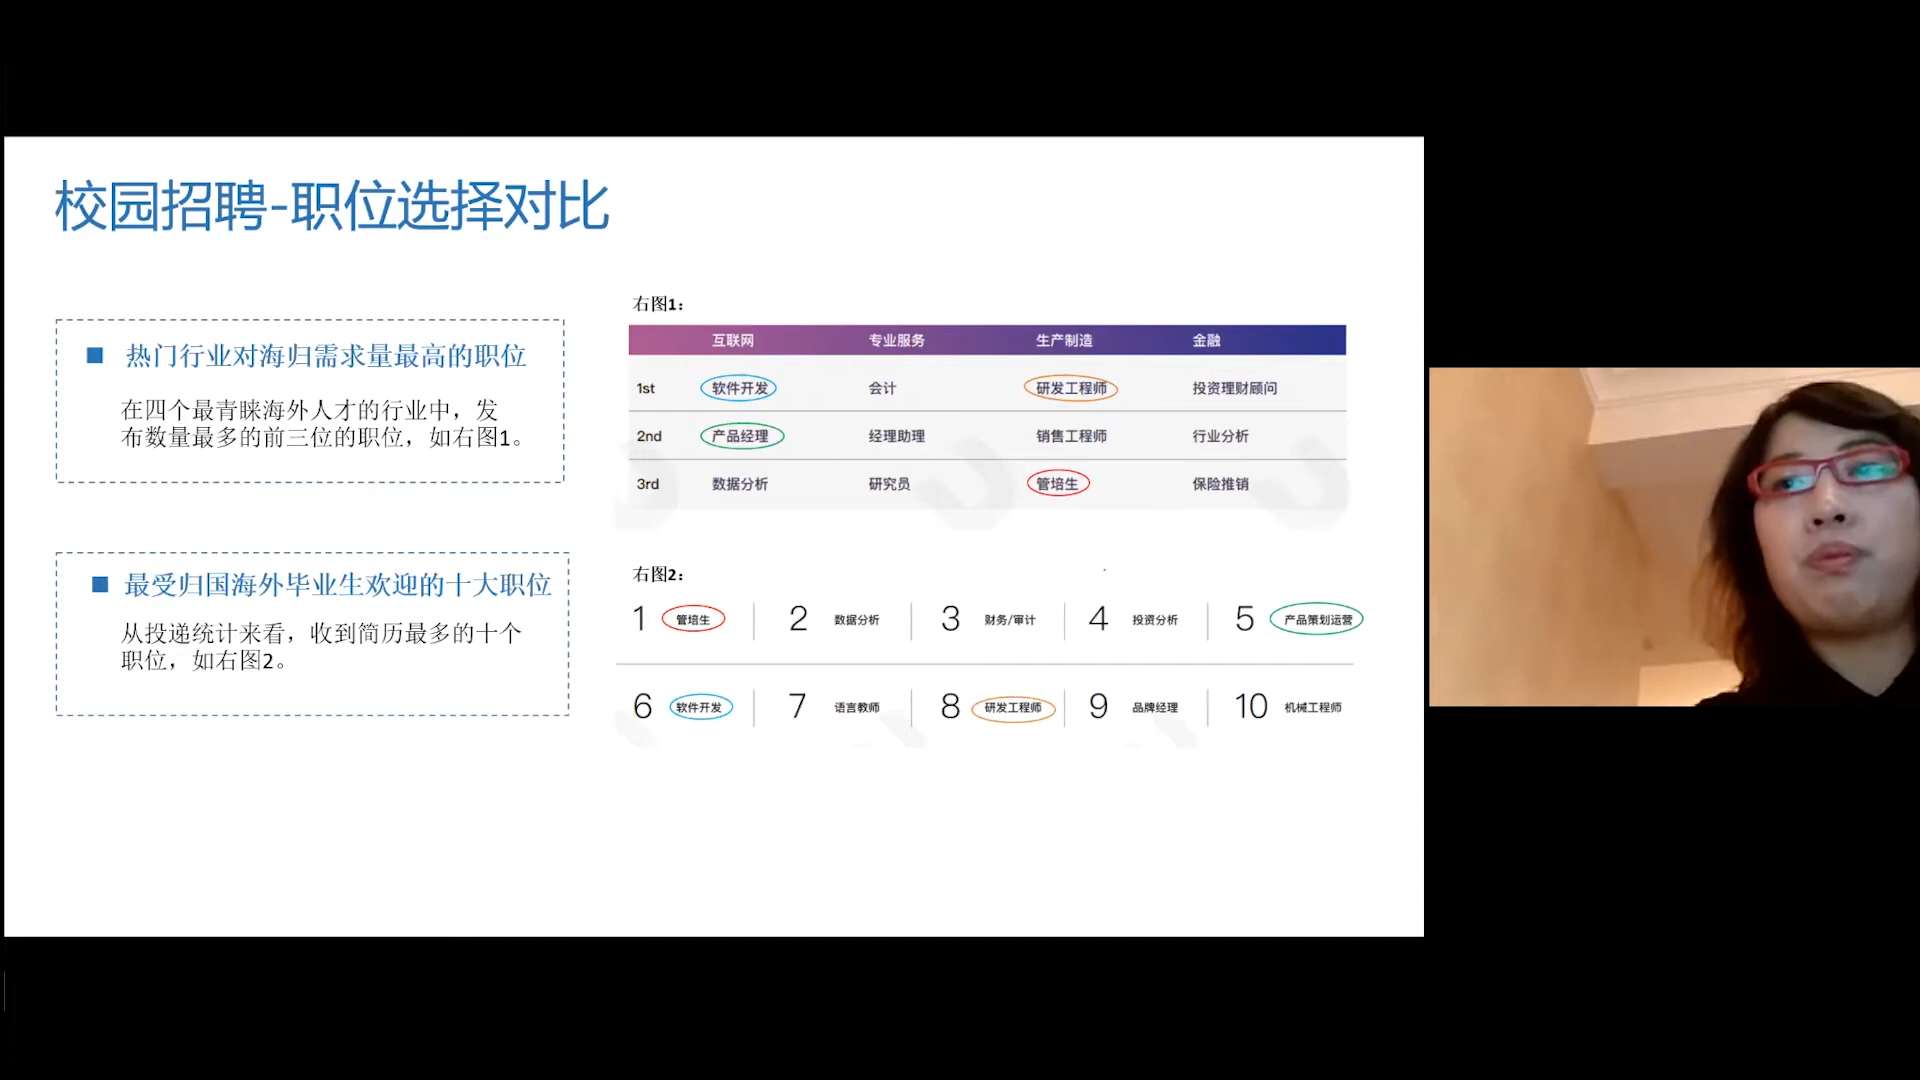 校园招聘-职位选择对比
热门行业对海归需求量最高的职位
在四个最青睐海外人才的行业中，发
布数量最多的前三位的职位，如右图1。
最受归国海外毕业生欢迎的十大职位
从投递统计来看，收到简历最多的十个
职位，如右图2。
右图1：
互联网 专业服务 生产制造 金融
1st 软件开发 会计 研发工程师 投资理财顾问
2nd 产品经理 经理助理 销售工程师 行业分析
3rd 数据分析 研究员 管培生 保险推销
右图2：
1 管培生 2 数据分析 3 财务/审计 4 投资分析 5 产品策划运营
6 软件开发 7 语言教师 8 研发工程师 9 品牌经理 10 机械工程师